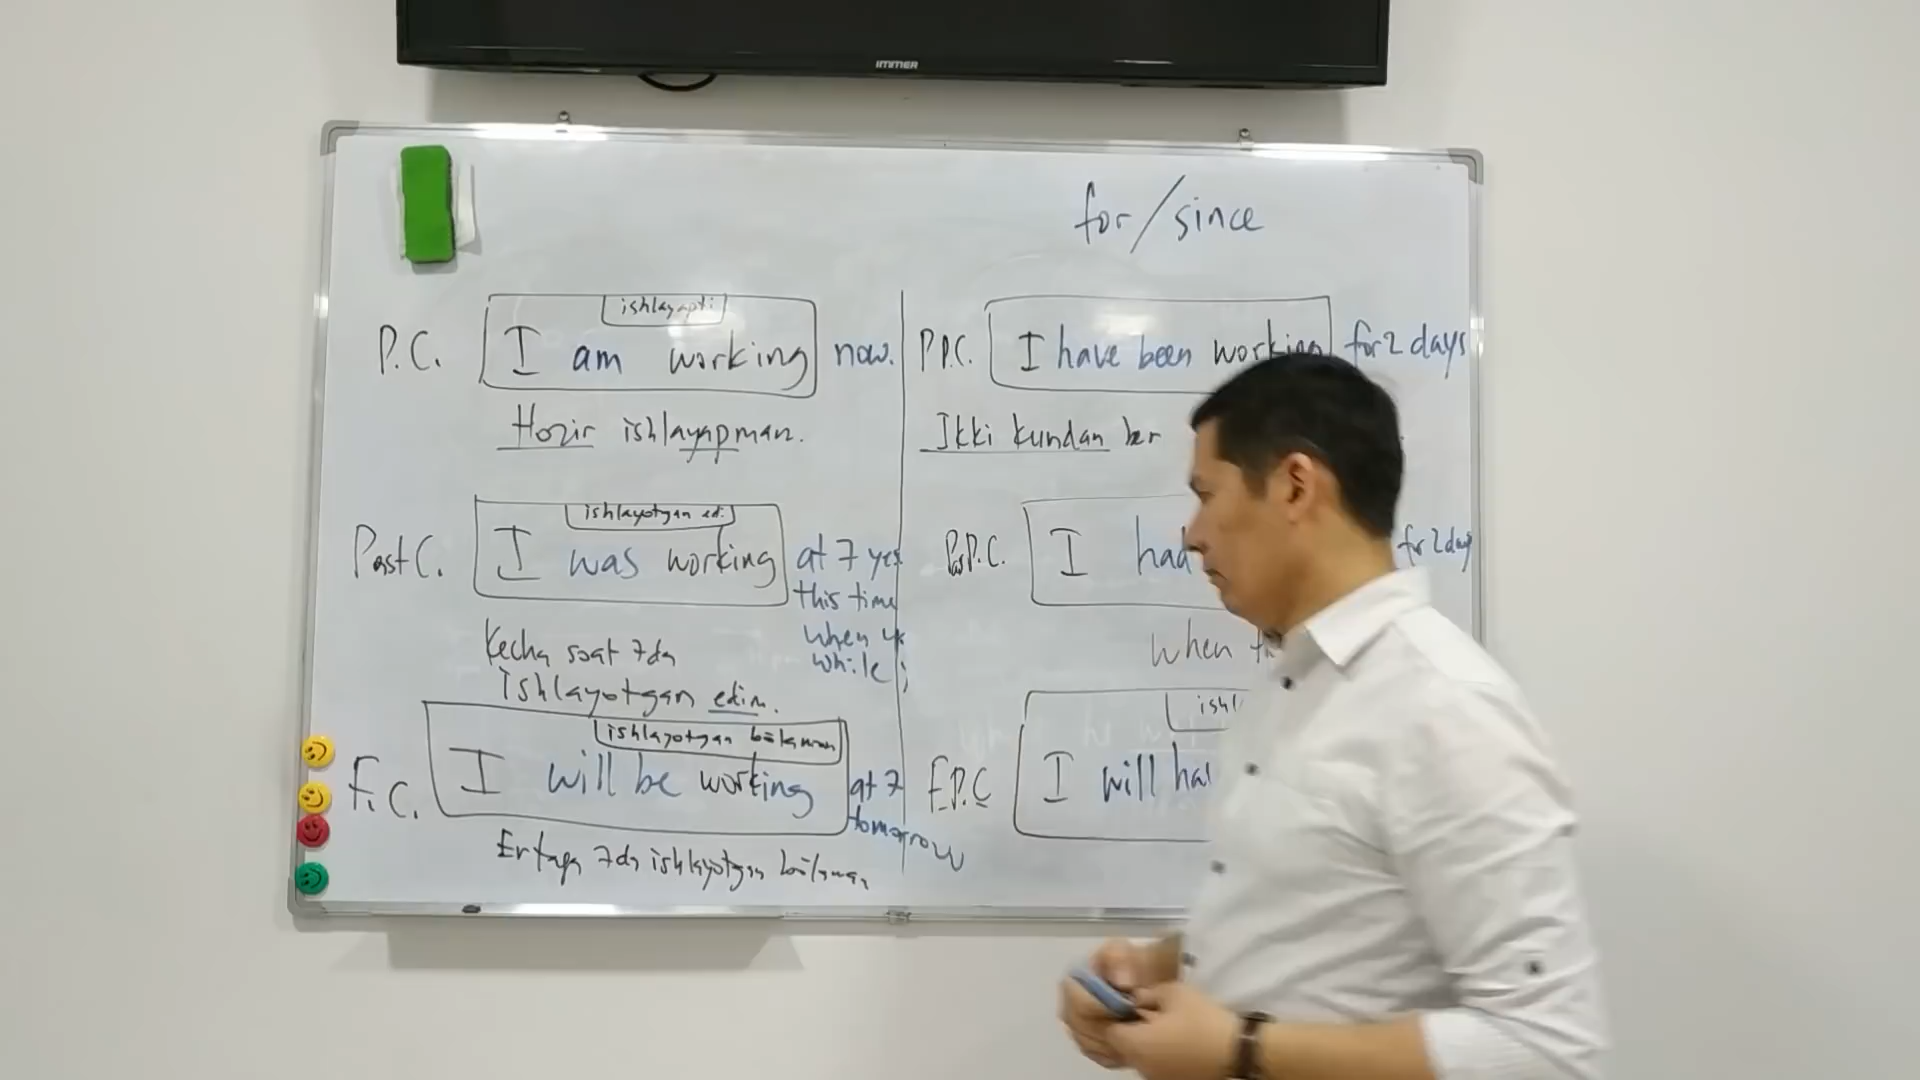 IMMER
for/since
P.C. I am working now.
ishlayapti
Hozir ishlayapman.
Past C. I was working at 7 yes
ishlayotgan edi
this time
when
while
Kecha soat 7da
ishlayotgan edim.
F.C. I will be working at 7
ishlayotgan bo'laman
tomorrow
Ertaga 7da ishlayotgan bo'laman
P.P.C. I have been working for 2 days
Ikki kundan ber
P.C. I had for 2 days
when
ishl
F.P.C I will ha